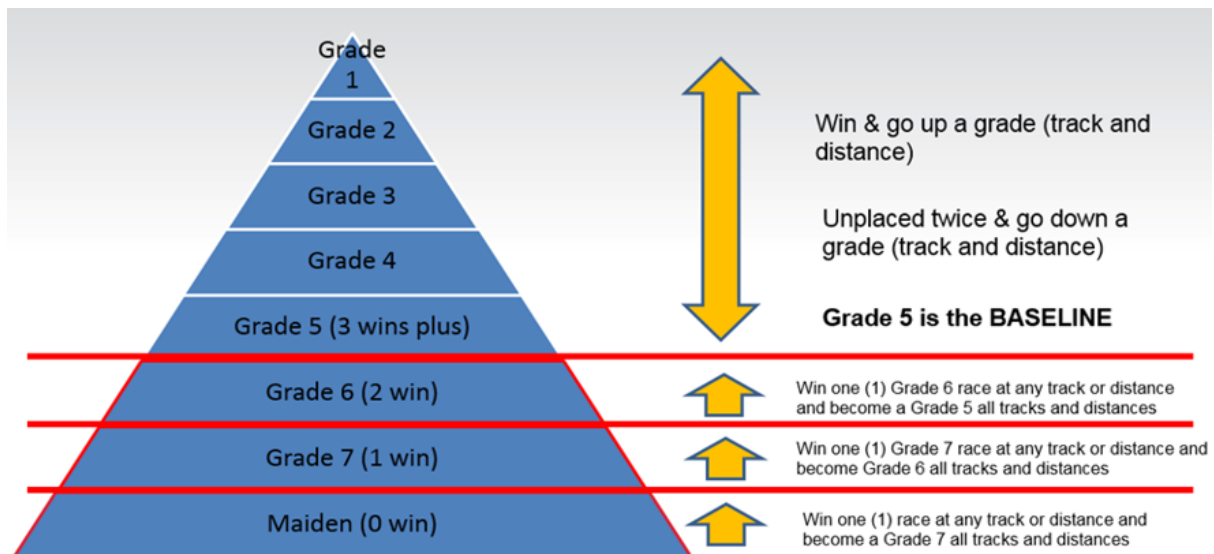 Grade
1
Grade 2
Grade 3
Grade 4
Grade 5 (3 wins plus)
Grade 6 (2 win)
Grade 7 (1 win)
Maiden (0 win)
Win & go up a grade (track and
distance)
Unplaced twice & go down a
grade (track and distance)
Grade 5 is the BASELINE
Win one (1) Grade 6 race at any track or distance
and become a Grade 5 all tracks and distances
Win one (1) Grade 7 race at any track or distance and
become Grade 6 all tracks and distances
Win one (1) race at any track or distance and
become a Grade 7 all tracks and distances